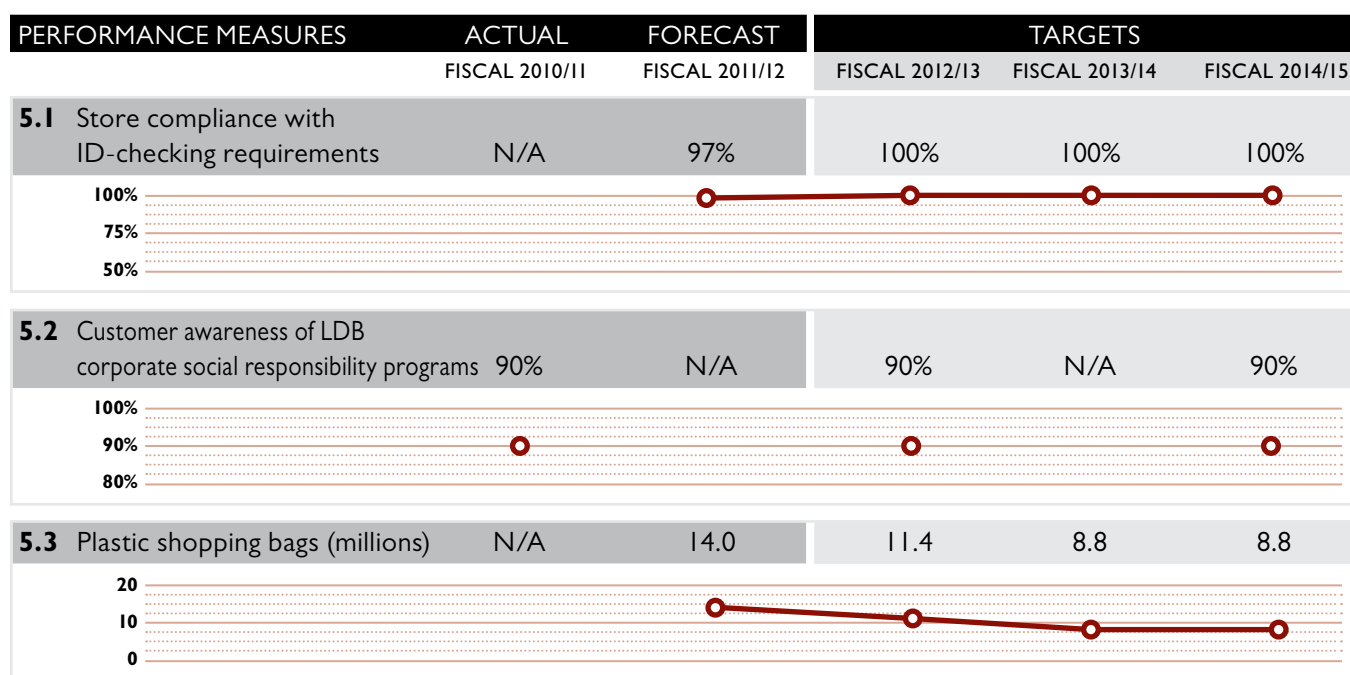 PERFORMANCE MEASURES ACTUAL FORECAST TARGETS
FISCAL 2010/11 FISCAL 2011/12 FISCAL 2012/13 FISCAL 2013/14 FISCAL 2014/15
5.1 Store compliance with
ID-checking requirements N/A 97% 100% 100% 100%
100%
75%
50%
5.2 Customer awareness of LDB
corporate social responsibility programs 90% N/A 90% N/A 90%
100%
90%
80%
5.3 Plastic shopping bags (millions) N/A 14.0 11.4 8.8 8.8
20
10
0